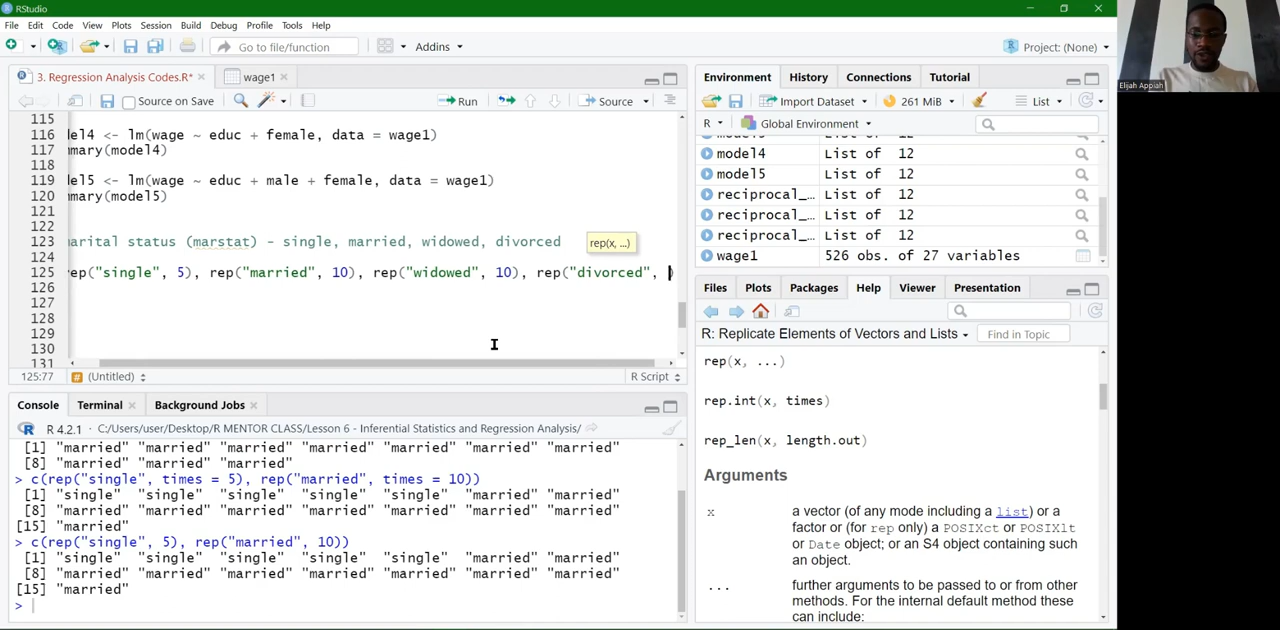 RStudio
File Edit Code View Plots Session Build Debug Profile Tools Help
Go to file/function Addins Project: (None)
3. Regression Analysis Codes.R* wage1
Source on Save Run Source
115
116 del4 <- lm(wage ~ educ + female, data = wage1)
117 mmary(model4)
118
119 del5 <- lm(wage ~ educ + male + female, data = wage1)
120 mmary(model5)
121
122
123 marital status (marstat) - single, married, widowed, divorced
rep(x, ...)
124
125 rep("single", 5), rep("married", 10), rep("widowed", 10), rep("divorced", )
126
127
128
129
130
131
125:77 (Untitled) R Script
Console Terminal Background Jobs
R 4.2.1 · C:/Users/user/Desktop/R MENTOR CLASS/Lesson 6 - Inferential Statistics and Regression Analysis/
[1] "married" "married" "married" "married" "married" "married" "married"
[8] "married" "married" "married"
> c(rep("single", times = 5), rep("married", times = 10))
[1] "single" "single" "single" "single" "single" "married" "married"
[8] "married" "married" "married" "married" "married" "married" "married"
[15] "married"
> c(rep("single", 5), rep("married", 10))
[1] "single" "single" "single" "single" "single" "married" "married"
[8] "married" "married" "married" "married" "married" "married" "married"
[15] "married"
>
Environment History Connections Tutorial
Import Dataset 261 MiB List
R Global Environment
model4 List of 12
model5 List of 12
reciprocal_... List of 12
reciprocal_... List of 12
reciprocal_... List of 12
wage1 526 obs. of 27 variables
Files Plots Packages Help Viewer Presentation
R: Replicate Elements of Vectors and Lists Find in Topic
rep(x, ...)
rep.int(x, times)
rep_len(x, length.out)
Arguments
x a vector (of any mode including a list) or a
factor or (for rep only) a POSIXct or POSIXlt
or Date object; or an S4 object containing such
an object.
... further arguments to be passed to or from other
methods. For the internal default method these
can include:
Elijah Appiah